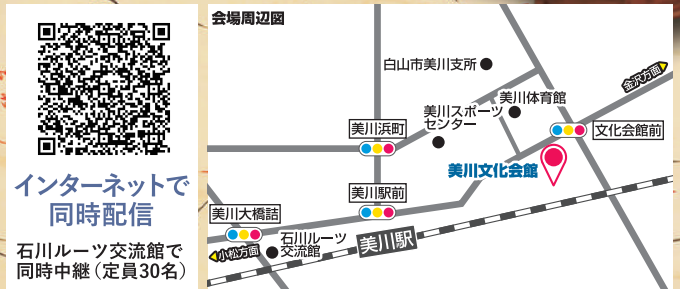 インターネットで
同時配信
石川ルーツ交流館で
同時中継（定員30名）
会場周辺図
白山市美川支所
金沢方面
美川体育館
美川スポーツ
センター
美川浜町
文化会館前
美川文化会館
美川駅前
美川大橋詰
石川ルーツ
交流館
美川駅
小松方面